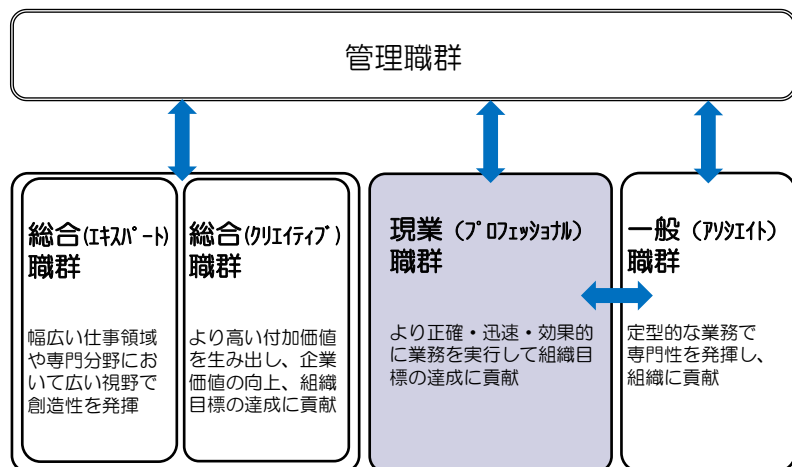 管理職群
総合(ｴｷｽﾊﾟｰﾄ)
職群
幅広い仕事領域
や専門分野にお
いて広い視野で
創造性を発揮
総合(ｸﾘｴｲﾃｨﾌﾞ)
職群
より高い付加価値
を生み出し、企業
価値の向上、組織
目標の達成に貢献
現業（ﾌﾟﾛﾌｪｯｼｮﾅﾙ）
職群
より正確・迅速・効果的
に業務を実行して組織目
標の達成に貢献
一般（ｱｿｼｴｲﾄ）
職群
定型的な業務で
専門性を発揮し、
組織に貢献